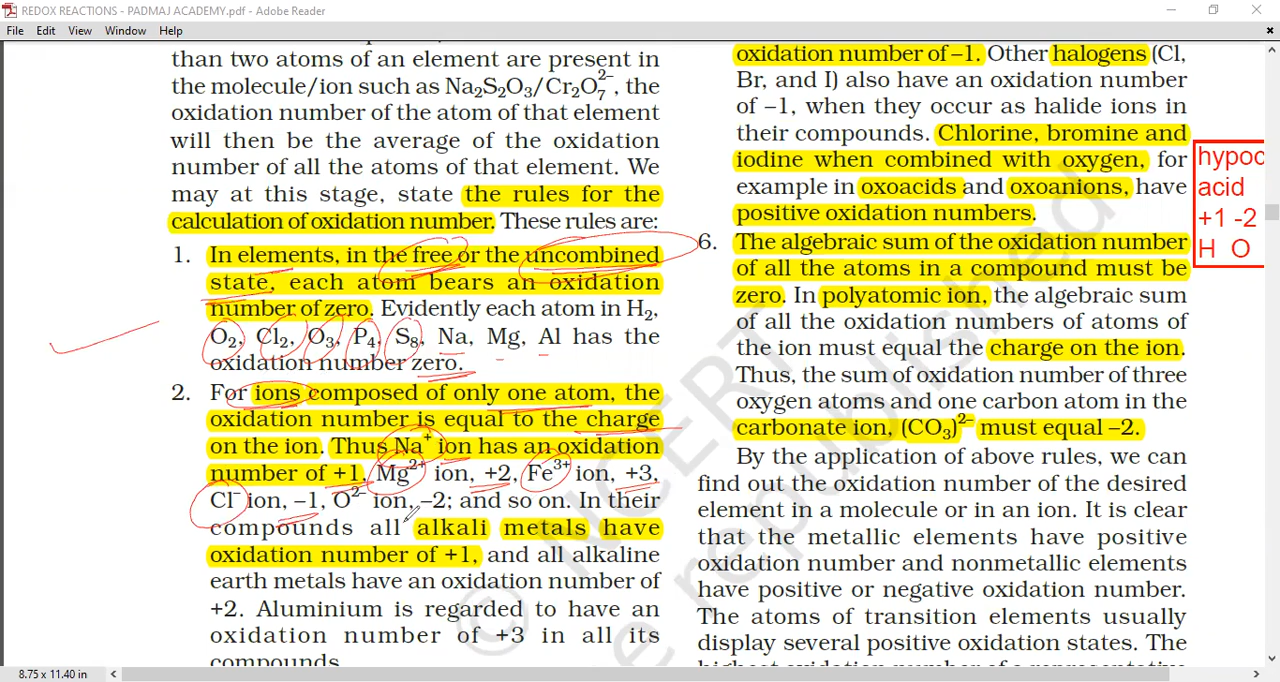 REDOX REACTIONS - PADMAJ ACADEMY.pdf - Adobe Reader
File Edit View Window Help
than two atoms of an element are present in
the molecule/ion such as Na₂S₂O₃/Cr₂O₇²⁻, the
oxidation number of the atom of that element
will then be the average of the oxidation
number of all the atoms of that element. We
may at this stage, state the rules for the
calculation of oxidation number. These rules are:
1. In elements, in the free or the uncombined
state, each atom bears an oxidation
number of zero. Evidently each atom in H₂,
O₂, Cl₂, O₃, P₄, S₈, Na, Mg, Al has the
oxidation number zero.
2. For ions composed of only one atom, the
oxidation number is equal to the charge
on the ion. Thus Na⁺ ion has an oxidation
number of +1, Mg²⁺ ion, +2, Fe³⁺ ion, +3,
Cl⁻ ion, –1, O²⁻ ion, –2; and so on. In their
compounds all alkali metals have
oxidation number of +1, and all alkaline
earth metals have an oxidation number of
+2. Aluminium is regarded to have an
oxidation number of +3 in all its
compounds.
oxidation number of –1. Other halogens (Cl,
Br, and I) also have an oxidation number
of –1, when they occur as halide ions in
their compounds. Chlorine, bromine and
iodine when combined with oxygen, for
example in oxoacids and oxoanions, have
positive oxidation numbers.
6. The algebraic sum of the oxidation number
of all the atoms in a compound must be
zero. In polyatomic ion, the algebraic sum
of all the oxidation numbers of atoms of
the ion must equal the charge on the ion.
Thus, the sum of oxidation number of three
oxygen atoms and one carbon atom in the
carbonate ion, (CO₃)²⁻ must equal –2.
By the application of above rules, we can
find out the oxidation number of the desired
element in a molecule or in an ion. It is clear
that the metallic elements have positive
oxidation number and nonmetallic elements
have positive or negative oxidation number.
The atoms of transition elements usually
display several positive oxidation states. The
highest oxidation number of a representative
hypoc
acid
+1 -2
H O
© NCERT
republished
8.75 x 11.40 in